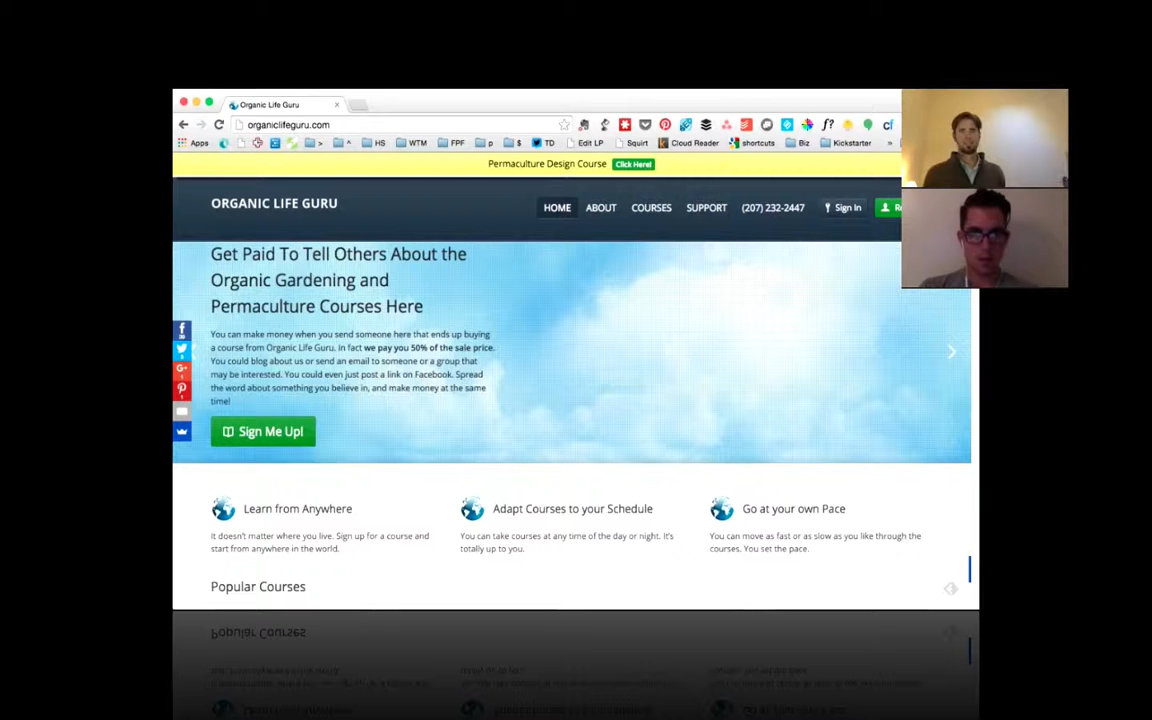 Organic Life Guru
organiclifeguru.com
Apps > ^ HS WTM FPF p $ TD Edit LP Squirt Cloud Reader shortcuts Biz Kickstarter »
Permaculture Design Course Click Here!
ORGANIC LIFE GURU
HOME ABOUT COURSES SUPPORT (207) 232-2447 Sign In
Get Paid To Tell Others About the
Organic Gardening and
Permaculture Courses Here
You can make money when you send someone here that ends up buying
a course from Organic Life Guru. In fact we pay you 50% of the sale price.
You could blog about us or send an email to someone or a group that
may be interested. You could even just post a link on Facebook. Spread
the word about something you believe in, and make money at the same
time!
Sign Me Up!
Learn from Anywhere
It doesn't matter where you live. Sign up for a course and
start from anywhere in the world.
Adapt Courses to your Schedule
You can take courses at any time of the day or night. It's
totally up to you.
Go at your own Pace
You can move as fast or as slow as you like through the
courses. You set the pace.
Popular Courses